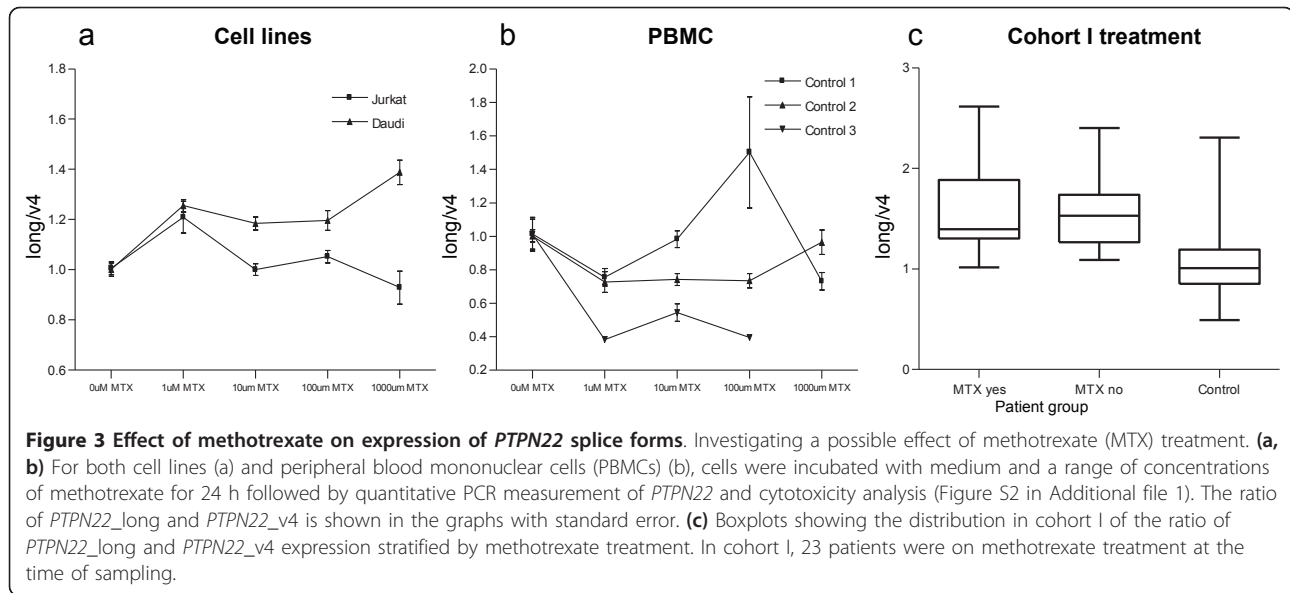 a Cell lines
long/v4
1.8
1.6
1.4
1.2
1.0
0.8
0.6
Jurkat
Daudi
0uM MTX 1uM MTX 10um MTX 100um MTX 1000um MTX
b PBMC
long/v4
2.0
1.8
1.6
1.4
1.2
1.0
0.8
0.6
0.4
0.2
Control 1
Control 2
Control 3
0uM MTX 1uM MTX 10uM MTX 100uM MTX 1000um MTX
c Cohort I treatment
long/v4
3
2
1
0
MTX yes MTX no Control
Patient group
Figure 3 Effect of methotrexate on expression of PTPN22 splice forms. Investigating a possible effect of methotrexate (MTX) treatment. (a,
b) For both cell lines (a) and peripheral blood mononuclear cells (PBMCs) (b), cells were incubated with medium and a range of concentrations
of methotrexate for 24 h followed by quantitative PCR measurement of PTPN22 and cytotoxicity analysis (Figure S2 in Additional file 1). The ratio
of PTPN22_long and PTPN22_v4 is shown in the graphs with standard error. (c) Boxplots showing the distribution in cohort I of the ratio of
PTPN22_long and PTPN22_v4 expression stratified by methotrexate treatment. In cohort I, 23 patients were on methotrexate treatment at the
time of sampling.